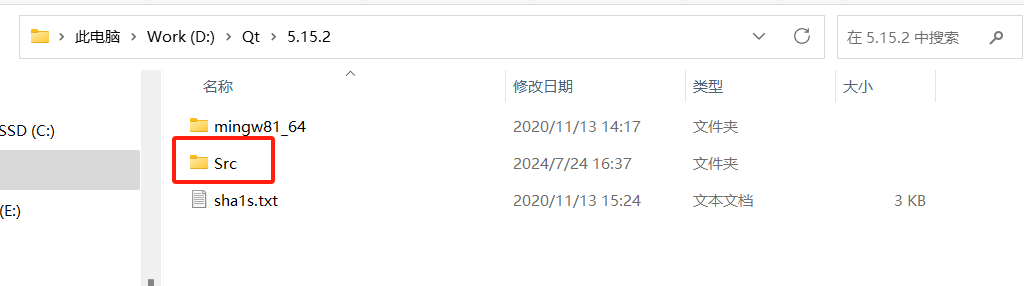 此电脑 > Work (D:) > Qt > 5.15.2
在 5.15.2 中搜索
名称 修改日期 类型 大小
SSD (C:)
(E:)
mingw81_64 2020/11/13 14:17 文件夹
Src 2024/7/24 16:37 文件夹
sha1s.txt 2020/11/13 15:24 文本文档 3 KB